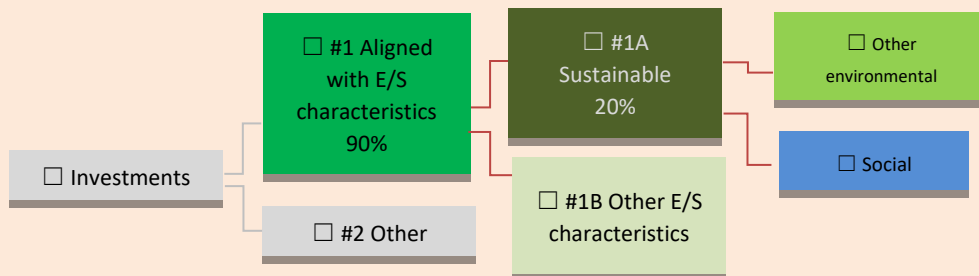 ☐ Investments
☐ #1 Aligned
with E/S
characteristics
90%
☐ #2 Other
☐ #1A
Sustainable
20%
☐ #1B Other E/S
characteristics
☐ Other
environmental
☐ Social